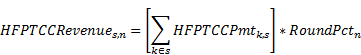 HFPTCCRevenue_{s,n} = [∑_{k∈s} HFPTCCPmt_{k,s}] * RoundPct_n